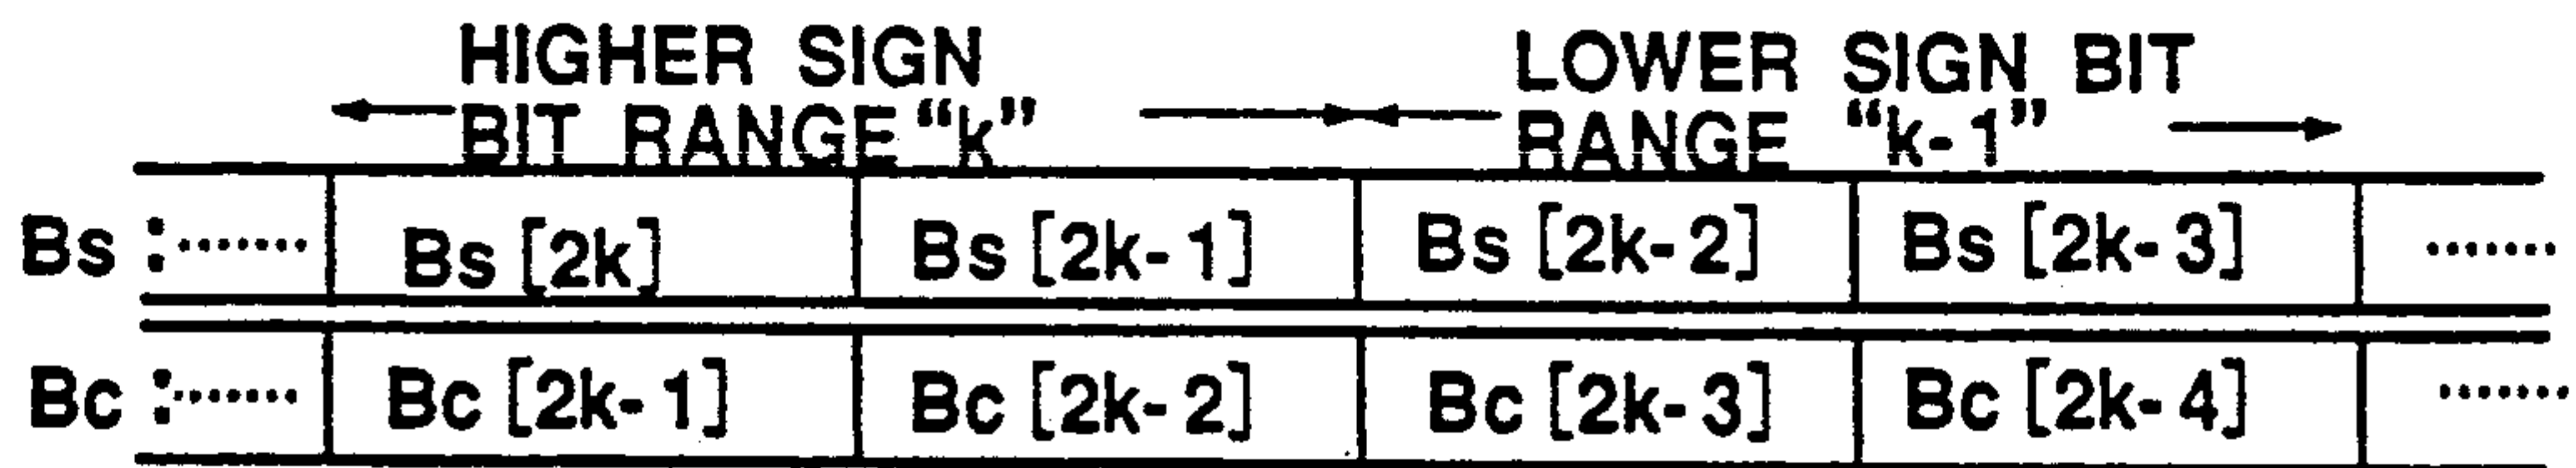 HIGHER SIGN
BIT RANGE "k"
LOWER SIGN BIT
RANGE "k-1"
Bs :....... Bs [2k] Bs [2k-1] Bs [2k-2] Bs [2k-3] .......
Bc :....... Bc [2k-1] Bc [2k-2] Bc [2k-3] Bc [2k-4] .......